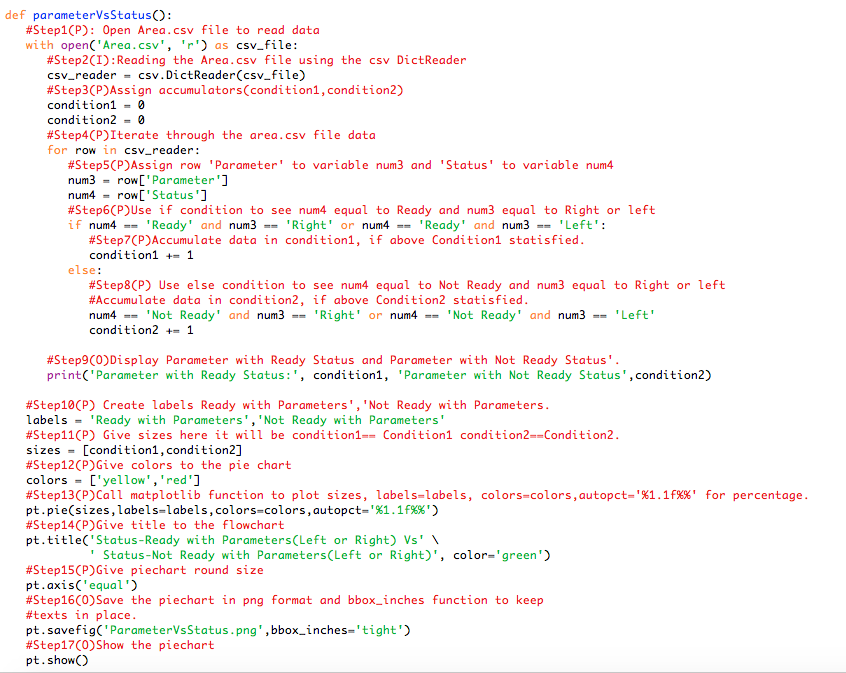 def parameterVsStatus():
#Step1(P): Open Area.csv file to read data
with open('Area.csv', 'r') as csv_file:
#Step2(I):Reading the Area.csv file using the csv DictReader
csv_reader = csv.DictReader(csv_file)
#Step3(P)Assign accumulators(condition1,condition2)
condition1 = 0
condition2 = 0
#Step4(P)Iterate through the area.csv file data
for row in csv_reader:
#Step5(P)Assign row 'Parameter' to variable num3 and 'Status' to variable num4
num3 = row['Parameter']
num4 = row['Status']
#Step6(P)Use if condition to see num4 equal to Ready and num3 equal to Right or left
if num4 == 'Ready' and num3 == 'Right' or num4 == 'Ready' and num3 == 'Left':
#Step7(P)Accumulate data in condition1, if above Condition1 statisfied.
condition1 += 1
else:
#Step8(P) Use else condition to see num4 equal to Not Ready and num3 equal to Right or left
#Accumulate data in condition2, if above Condition2 statisfied.
num4 == 'Not Ready' and num3 == 'Right' or num4 == 'Not Ready' and num3 == 'Left'
condition2 += 1
#Step9(O)Display Parameter with Ready Status and Parameter with Not Ready Status'.
print('Parameter with Ready Status:', condition1, 'Parameter with Not Ready Status',condition2)
#Step10(P) Create labels Ready with Parameters','Not Ready with Parameters.
labels = 'Ready with Parameters','Not Ready with Parameters'
#Step11(P) Give sizes here it will be condition1== Condition1 condition2==Condition2.
sizes = [condition1,condition2]
#Step12(P)Give colors to the pie chart
colors = ['yellow','red']
#Step13(P)Call matplotlib function to plot sizes, labels=labels, colors=colors,autopct='%1.1f%%' for percentage.
pt.pie(sizes,labels=labels,colors=colors,autopct='%1.1f%%')
#Step14(P)Give title to the flowchart
pt.title('Status-Ready with Parameters(Left or Right) Vs' \
' Status-Not Ready with Parameters(Left or Right)', color='green')
#Step15(P)Give piechart round size
pt.axis('equal')
#Step16(O)Save the piechart in png format and bbox_inches function to keep
#texts in place.
pt.savefig('ParameterVsStatus.png',bbox_inches='tight')
#Step17(O)Show the piechart
pt.show()